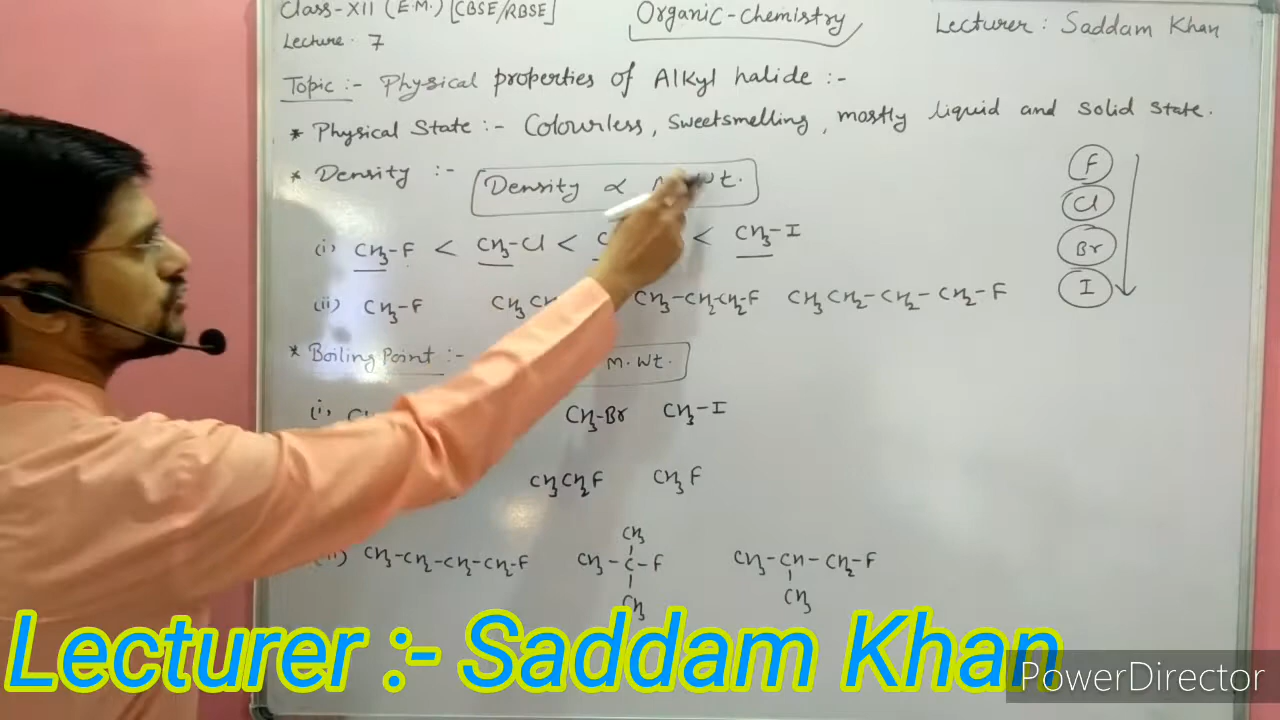 Class-XII (E.M.) [CBSE/RBSE] Organic-Chemistry Lecturer: Saddam Khan
Lecture. 7
Topic :- Physical properties of Alkyl halide :-
* Physical State :- Colourless, Sweetsmelling, mostly liquid and solid state.
* Density :- Density ∝ Wt.
(i) CH3-F < CH3-Cl < < CH3-I
(ii) CH3-F CH3-CH2-CH2-F CH3CH2-CH2-CH2-F
F
Cl
Br
I
* Boiling Point :- M.Wt.
(i) CH3-Br CH3-I
CH3CH2F CH3F
CH3-CH2-CH2-CH2-F
CH3
CH3-C-F
CH3
CH3-CH-CH2-F
CH3
Lecturer :- Saddam Khan
PowerDirector